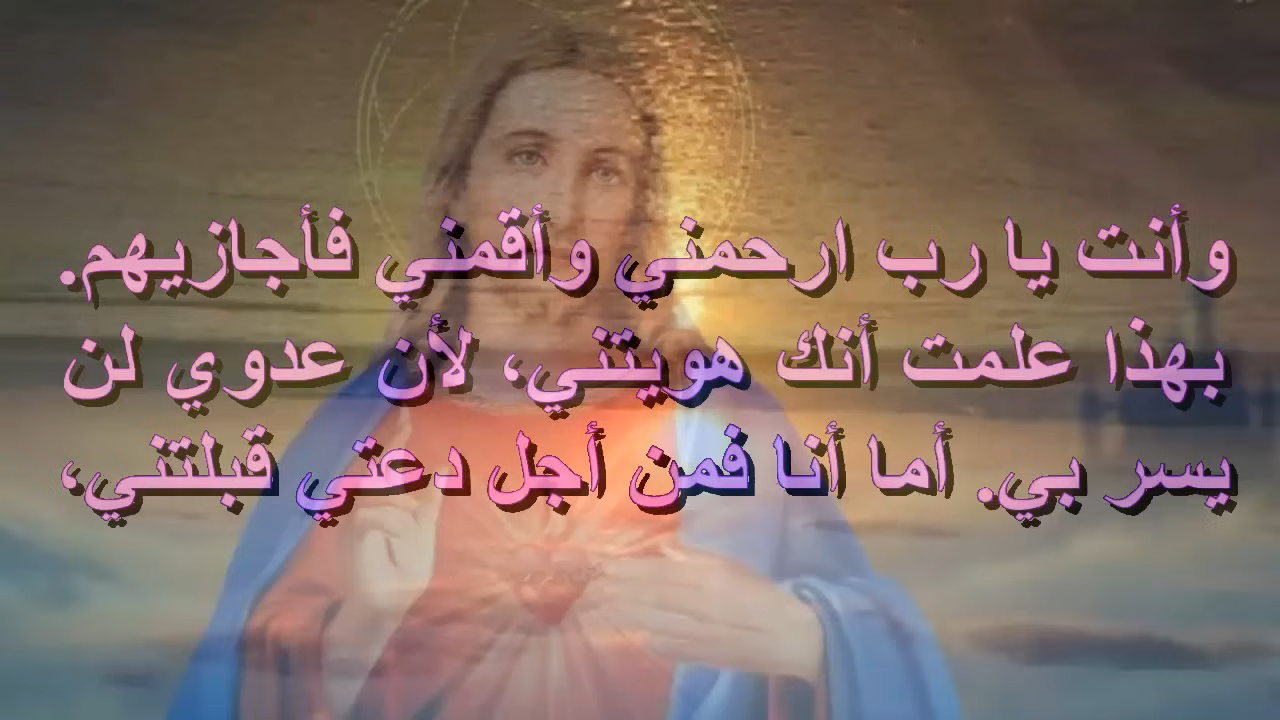 وأنت يا رب ارحمني وأقمني فأجازيهم.
بهذا علمت أنك هويتني، لأن عدوي لن
يسر بي. أما أنا فمن أجل دعتي قبلتني،